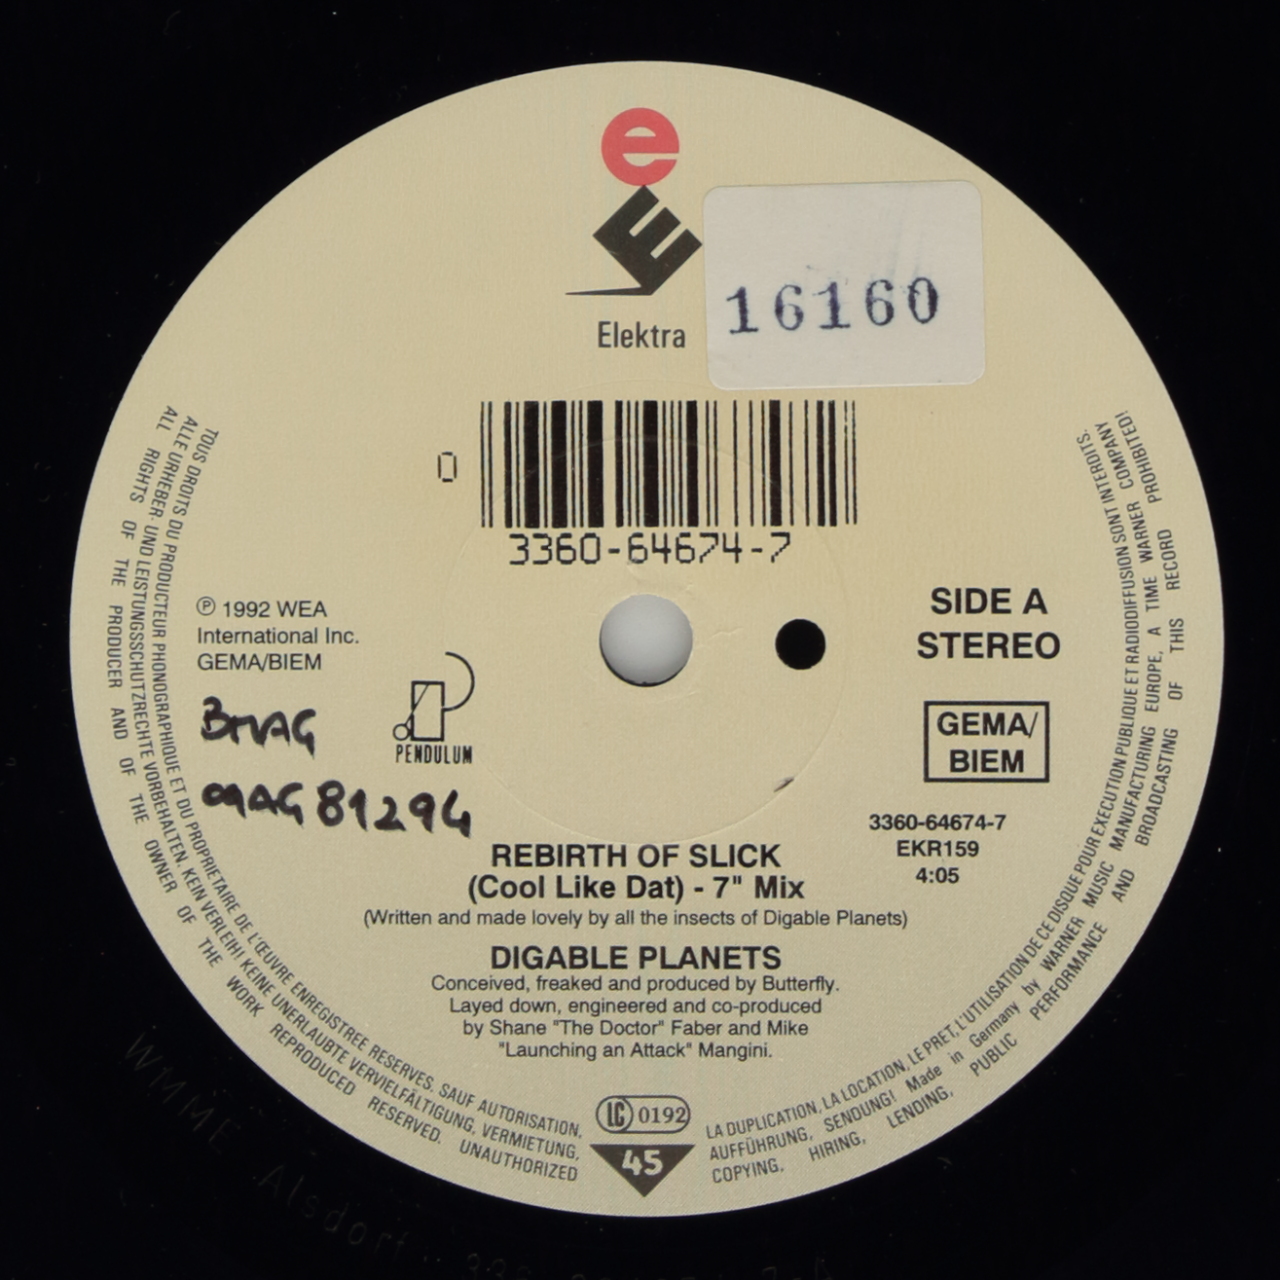 e
E
Elektra
16160
0
3360-64674-7
℗ 1992 WEA
International Inc.
GEMA/BIEM
PENDULUM
81294
SIDE A
STEREO
GEMA/
BIEM
3360-64674-7
EKR159
4:05
REBIRTH OF SLICK
(Cool Like Dat) - 7" Mix
(Written and made lovely by all the insects of Digable Planets)
DIGABLE PLANETS
Conceived, freaked and produced by Butterfly.
Layed down, engineered and co-produced
by Shane "The Doctor" Faber and Mike
"Launching an Attack" Mangini.
LC 0192
45
TOUS DROITS DU PRODUCTEUR PHONOGRAPHIQUE ET DU PROPRIETAIRE DE L'ŒUVRE ENREGISTREE RESERVES. SAUF AUTORISATION, LA DUPLICATION, LA LOCATION, LE PRET, L'UTILISATION DE CE DISQUE POUR EXECUTION PUBLIQUE ET RADIODIFFUSION SONT INTERDITS.
ALLE URHEBER- UND LEISTUNGSSCHUTZRECHTE VORBEHALTEN. KEIN VERLEIH! KEINE UNERLAUBTE VERVIELFÄLTIGUNG, VERMIETUNG, AUFFÜHRUNG, SENDUNG! Made in Germany by WARNER MUSIC MANUFACTURING EUROPE, A TIME WARNER COMPANY
ALL RIGHTS OF THE PRODUCER AND OF THE OWNER OF THE WORK REPRODUCED RESERVED. UNAUTHORIZED COPYING, HIRING, LENDING, PUBLIC PERFORMANCE AND BROADCASTING OF THIS RECORD PROHIBITED!
WMME Alsdorf